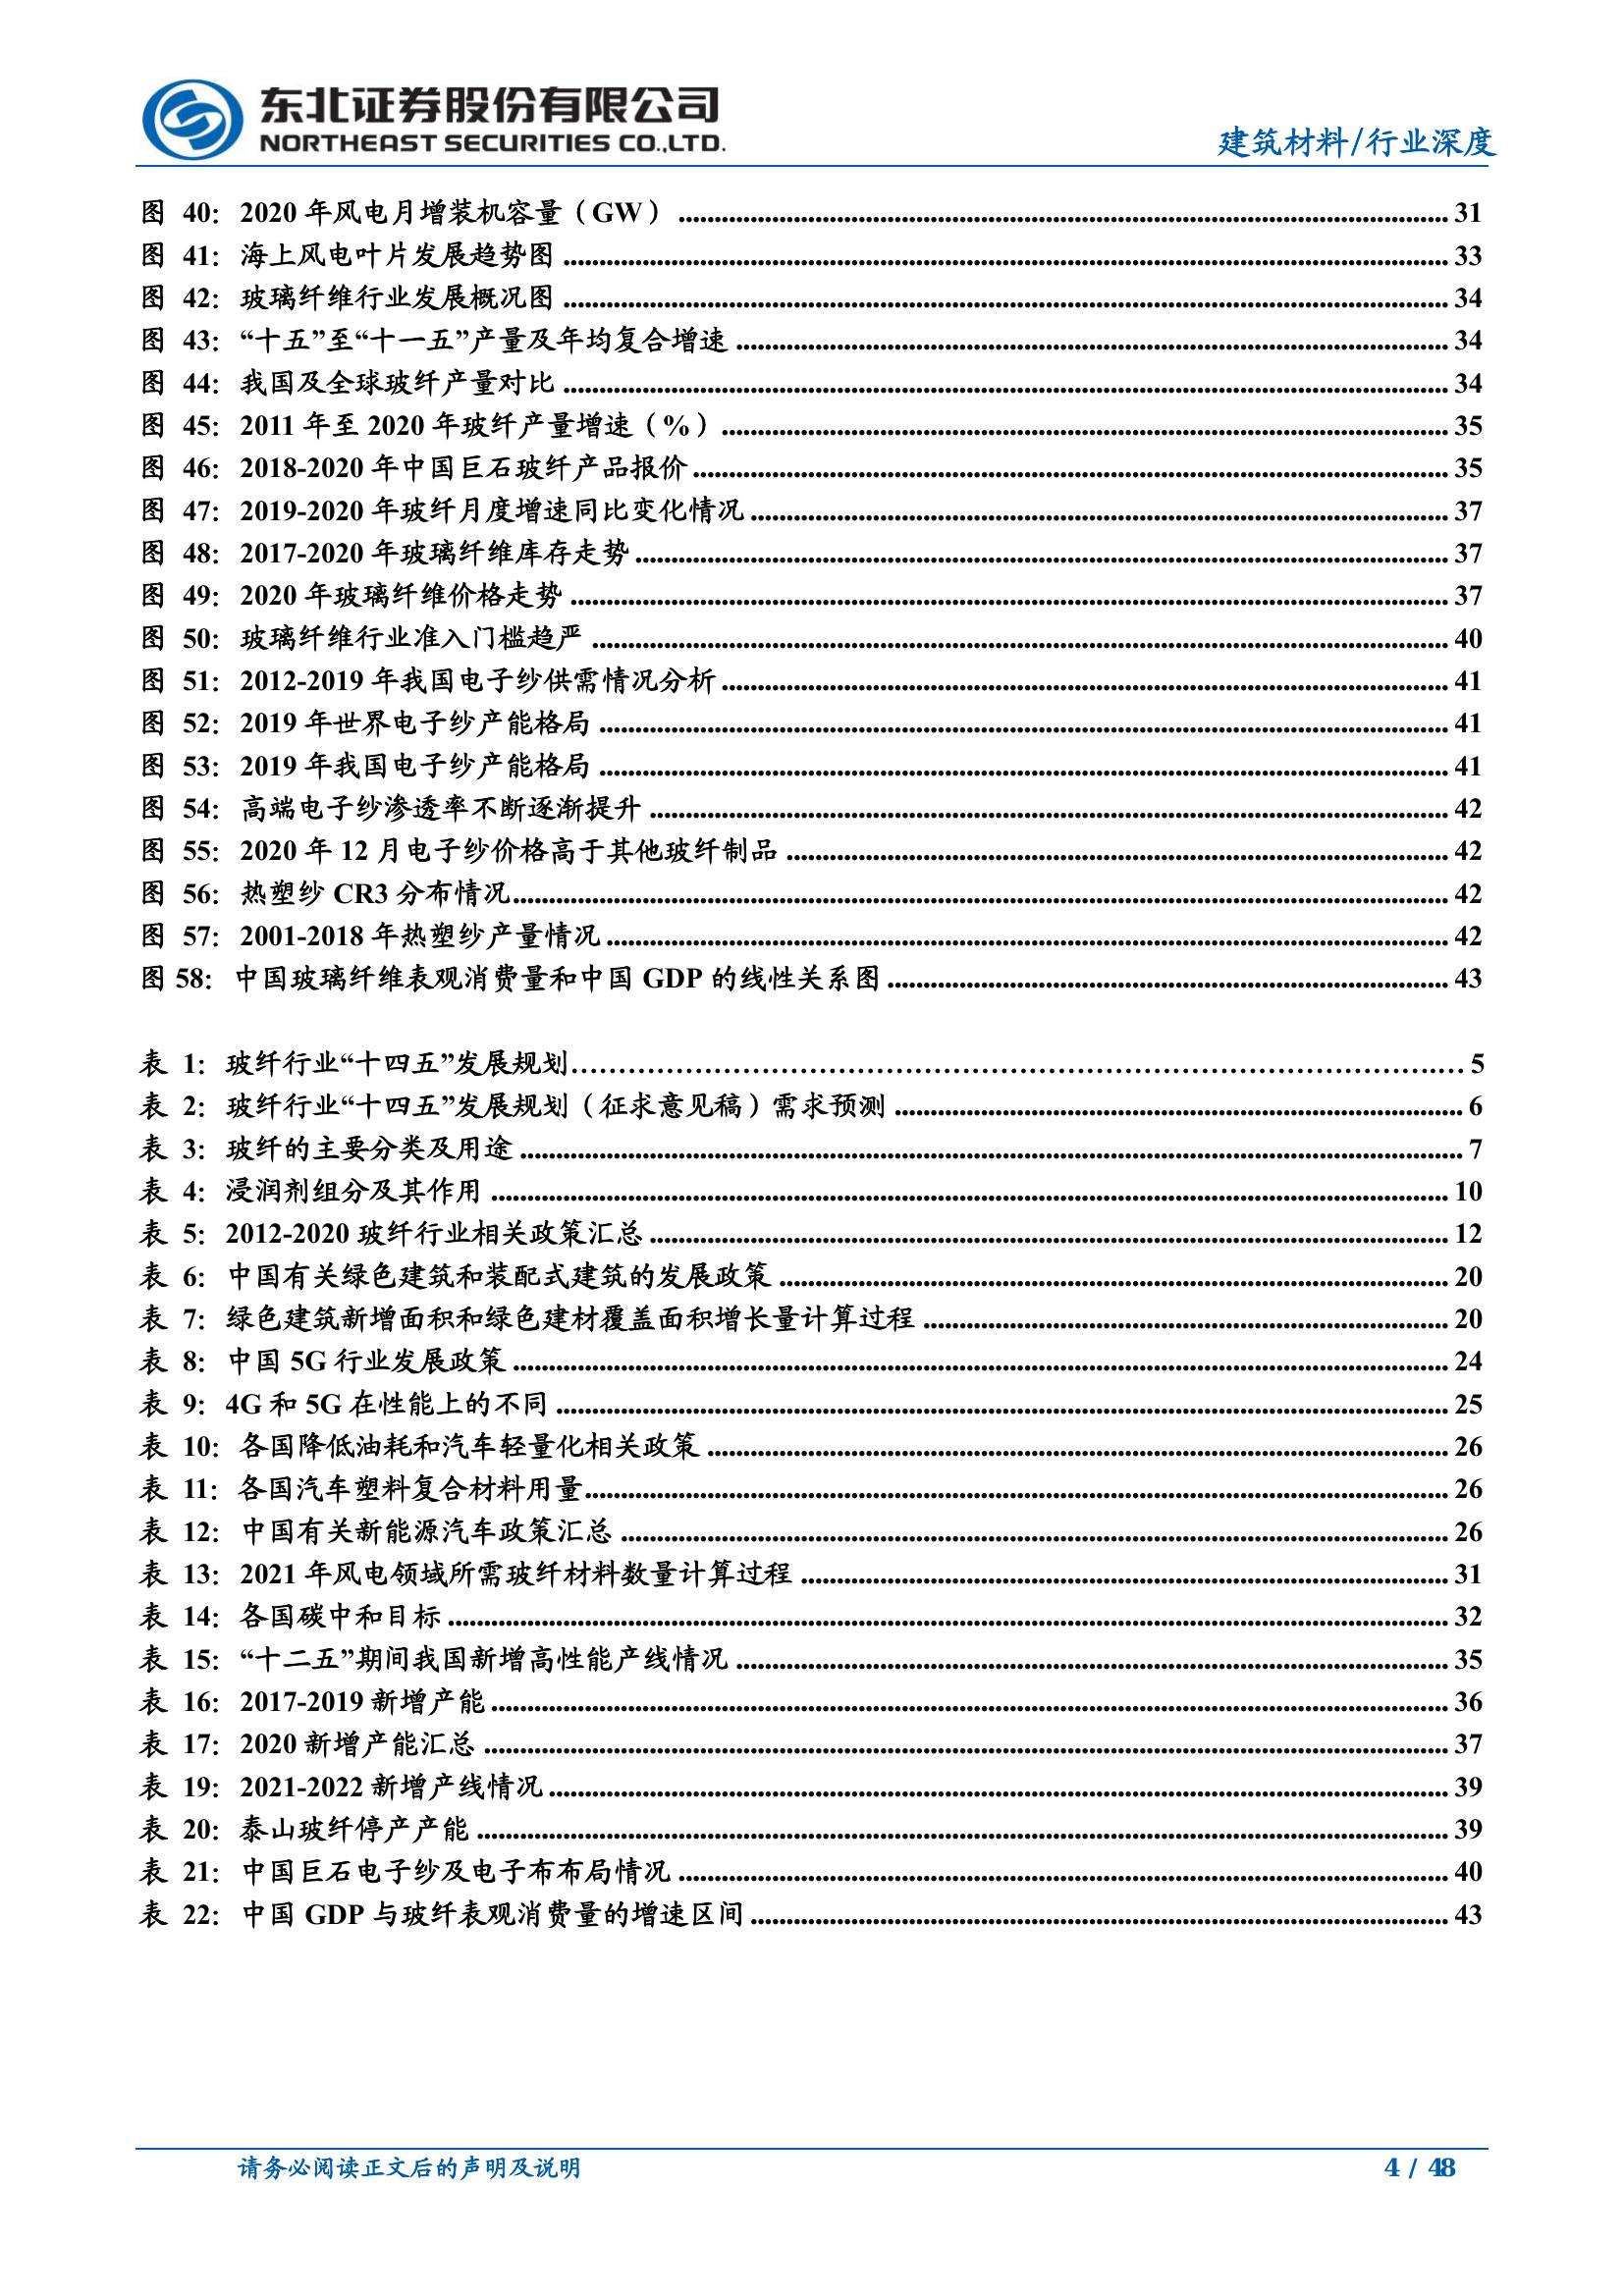 东北证券股份有限公司
NORTHEAST SECURITIES CO.,LTD.
建筑材料/行业深度
图 40：2020 年风电月增装机容量（GW） ........ 31
图 41：海上风电叶片发展趋势图 ........ 33
图 42：玻璃纤维行业发展概况图 ........ 34
图 43：“十五”至“十一五”产量及年均复合增速 ........ 34
图 44：我国及全球玻纤产量对比 ........ 34
图 45：2011 年至 2020 年玻纤产量增速（%） ........ 35
图 46：2018-2020 年中国巨石玻纤产品报价 ........ 35
图 47：2019-2020 年玻纤月度增速同比变化情况 ........ 37
图 48：2017-2020 年玻璃纤维库存走势 ........ 37
图 49：2020 年玻璃纤维价格走势 ........ 37
图 50：玻璃纤维行业准入门槛趋严 ........ 40
图 51：2012-2019 年我国电子纱供需情况分析 ........ 41
图 52：2019 年世界电子纱产能格局 ........ 41
图 53：2019 年我国电子纱产能格局 ........ 41
图 54：高端电子纱渗透率不断逐渐提升 ........ 42
图 55：2020 年 12 月电子纱价格高于其他玻纤制品 ........ 42
图 56：热塑纱 CR3 分布情况 ........ 42
图 57：2001-2018 年热塑纱产量情况 ........ 42
图 58：中国玻璃纤维表观消费量和中国 GDP 的线性关系图 ........ 43
表 1：玻纤行业“十四五”发展规划 ........ 5
表 2：玻纤行业“十四五”发展规划（征求意见稿）需求预测 ........ 6
表 3：玻纤的主要分类及用途 ........ 7
表 4：浸润剂组分及其作用 ........ 10
表 5：2012-2020 玻纤行业相关政策汇总 ........ 12
表 6：中国有关绿色建筑和装配式建筑的发展政策 ........ 20
表 7：绿色建筑新增面积和绿色建材覆盖面积增长量计算过程 ........ 20
表 8：中国 5G 行业发展政策 ........ 24
表 9：4G 和 5G 在性能上的不同 ........ 25
表 10：各国降低油耗和汽车轻量化相关政策 ........ 26
表 11：各国汽车塑料复合材料用量 ........ 26
表 12：中国有关新能源汽车政策汇总 ........ 26
表 13：2021 年风电领域所需玻纤材料数量计算过程 ........ 31
表 14：各国碳中和目标 ........ 32
表 15：“十二五”期间我国新增高性能产线情况 ........ 35
表 16：2017-2019 新增产能 ........ 36
表 17：2020 新增产能汇总 ........ 37
表 19：2021-2022 新增产线情况 ........ 39
表 20：泰山玻纤停产产能 ........ 39
表 21：中国巨石电子纱及电子布布局情况 ........ 40
表 22：中国 GDP 与玻纤表观消费量的增速区间 ........ 43
请务必阅读正文后的声明及说明
4 / 48